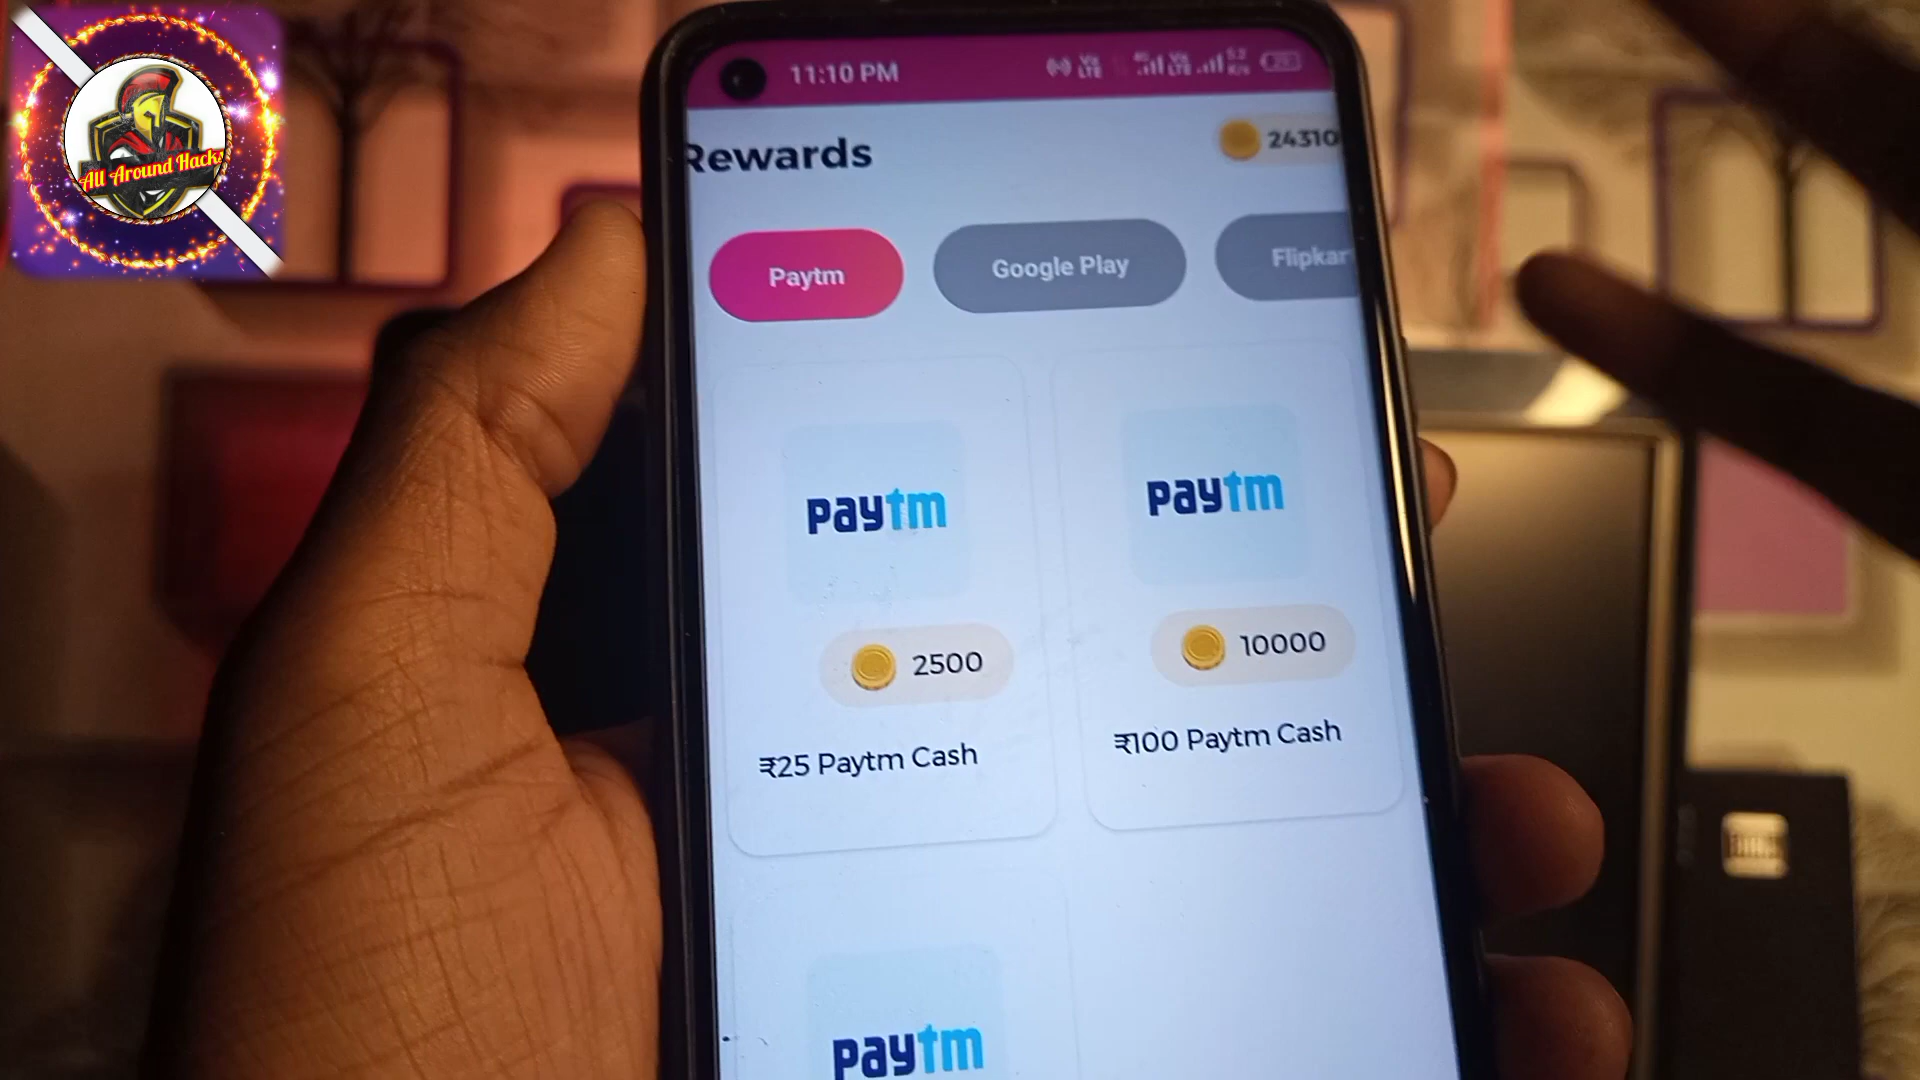 All Around Hacks
11:10 PM
Rewards
24310
Paytm
Google Play
Flipkar
paytm
paytm
2500
10000
₹25 Paytm Cash
₹100 Paytm Cash
paytm